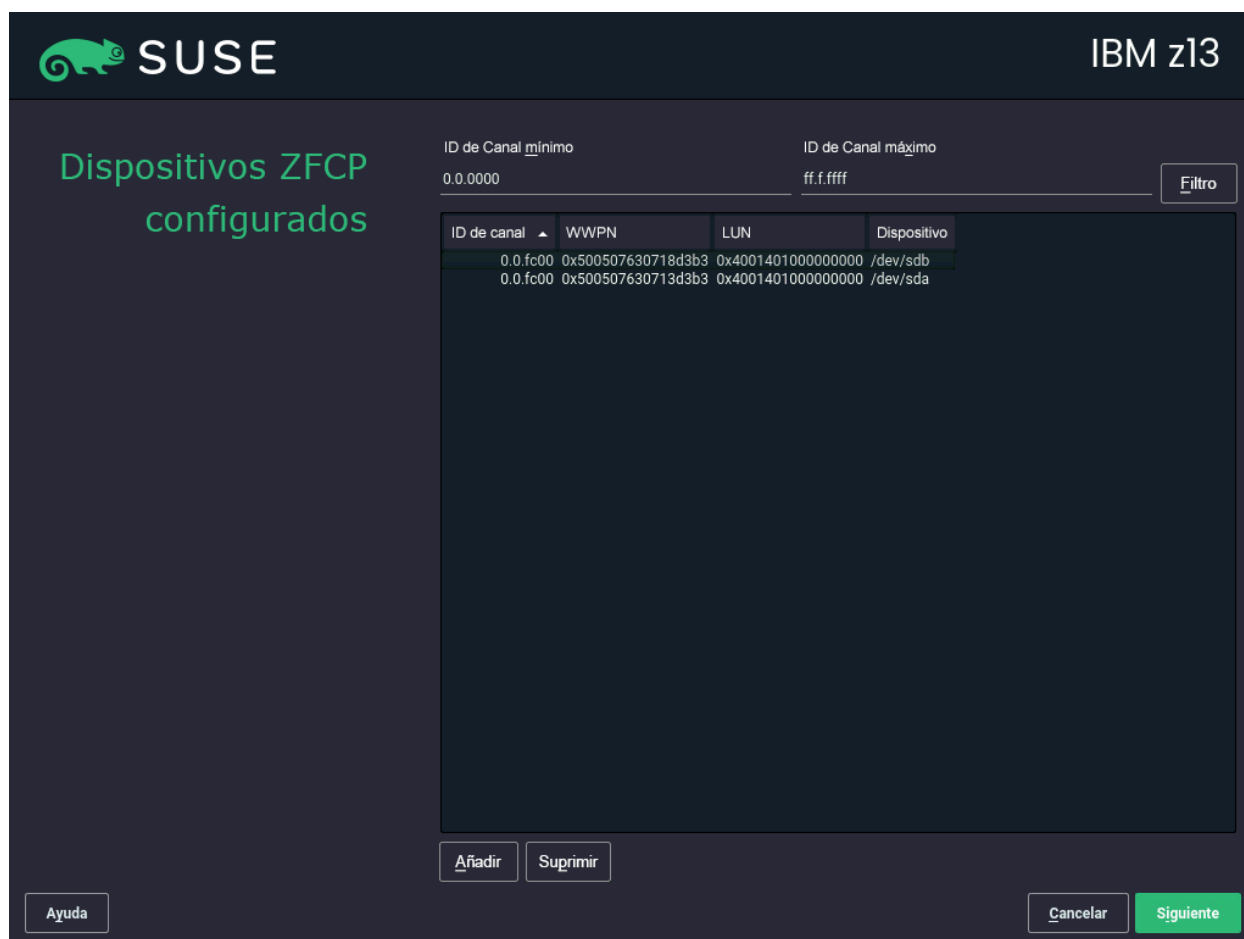 SUSE
IBM z13
Dispositivos ZFCP
configurados
ID de Canal mínimo
ID de Canal máximo
0.0.0000
ff.f.ffff
Filtro
ID de canal WWPN LUN Dispositivo
0.0.fc00 0x500507630718d3b3 0x4001401000000000 /dev/sdb
0.0.fc00 0x500507630713d3b3 0x4001401000000000 /dev/sda
Añadir Suprimir
Ayuda Cancelar Siguiente